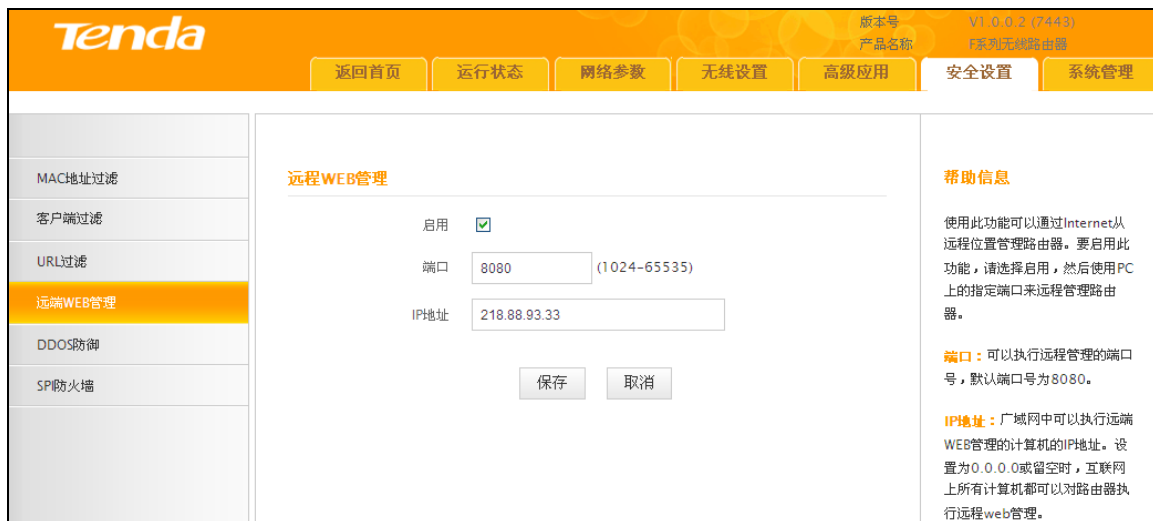 Tenda
版本号 V1.0.0.2 (7443)
产品名称 F系列无线路由器
返回首页 运行状态 网络参数 无线设置 高级应用 安全设置 系统管理
MAC地址过滤
客户端过滤
URL过滤
远端WEB管理
DDOS防御
SPI防火墙
远程WEB管理
启用
端口 8080 (1024-65535)
IP地址 218.88.93.33
保存 取消
帮助信息
使用此功能可以通过Internet从
远程位置管理路由器。要启用此
功能，请选择启用，然后使用PC
上的指定端口来远程管理路由
器。
端口：可以执行远程管理的端口
号，默认端口号为8080。
IP地址：广域网中可以执行远端
WEB管理的计算机的IP地址。设
置为0.0.0.0或留空时，互联网
上所有计算机都可以对路由器执
行远程web管理。